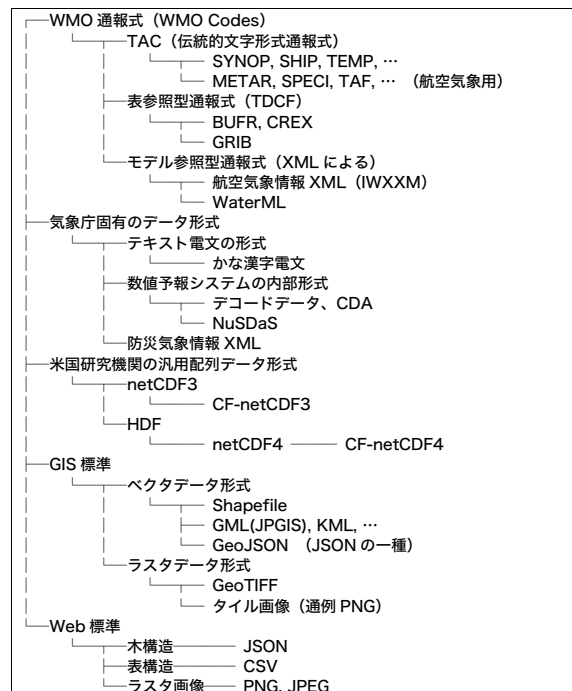 WMO 通報式（WMO Codes）
TAC（伝統的文字形式通報式）
SYNOP, SHIP, TEMP, …
METAR, SPECI, TAF, … （航空気象用）
表参照型通報式（TDCF）
BUFR, CREX
GRIB
モデル参照型通報式（XML による）
航空気象情報 XML（IWXXM）
WaterML
気象庁固有のデータ形式
テキスト電文の形式
かな漢字電文
数値予報システムの内部形式
デコードデータ、CDA
NuSDaS
防災気象情報 XML
米国研究機関の汎用配列データ形式
netCDF3
CF-netCDF3
HDF
netCDF4 CF-netCDF4
GIS 標準
ベクタデータ形式
Shapefile
GML(JPGIS), KML, …
GeoJSON （JSON の一種）
ラスタデータ形式
GeoTIFF
タイル画像（通例 PNG）
Web 標準
木構造 JSON
表構造 CSV
ラスタ画像 PNG, JPEG